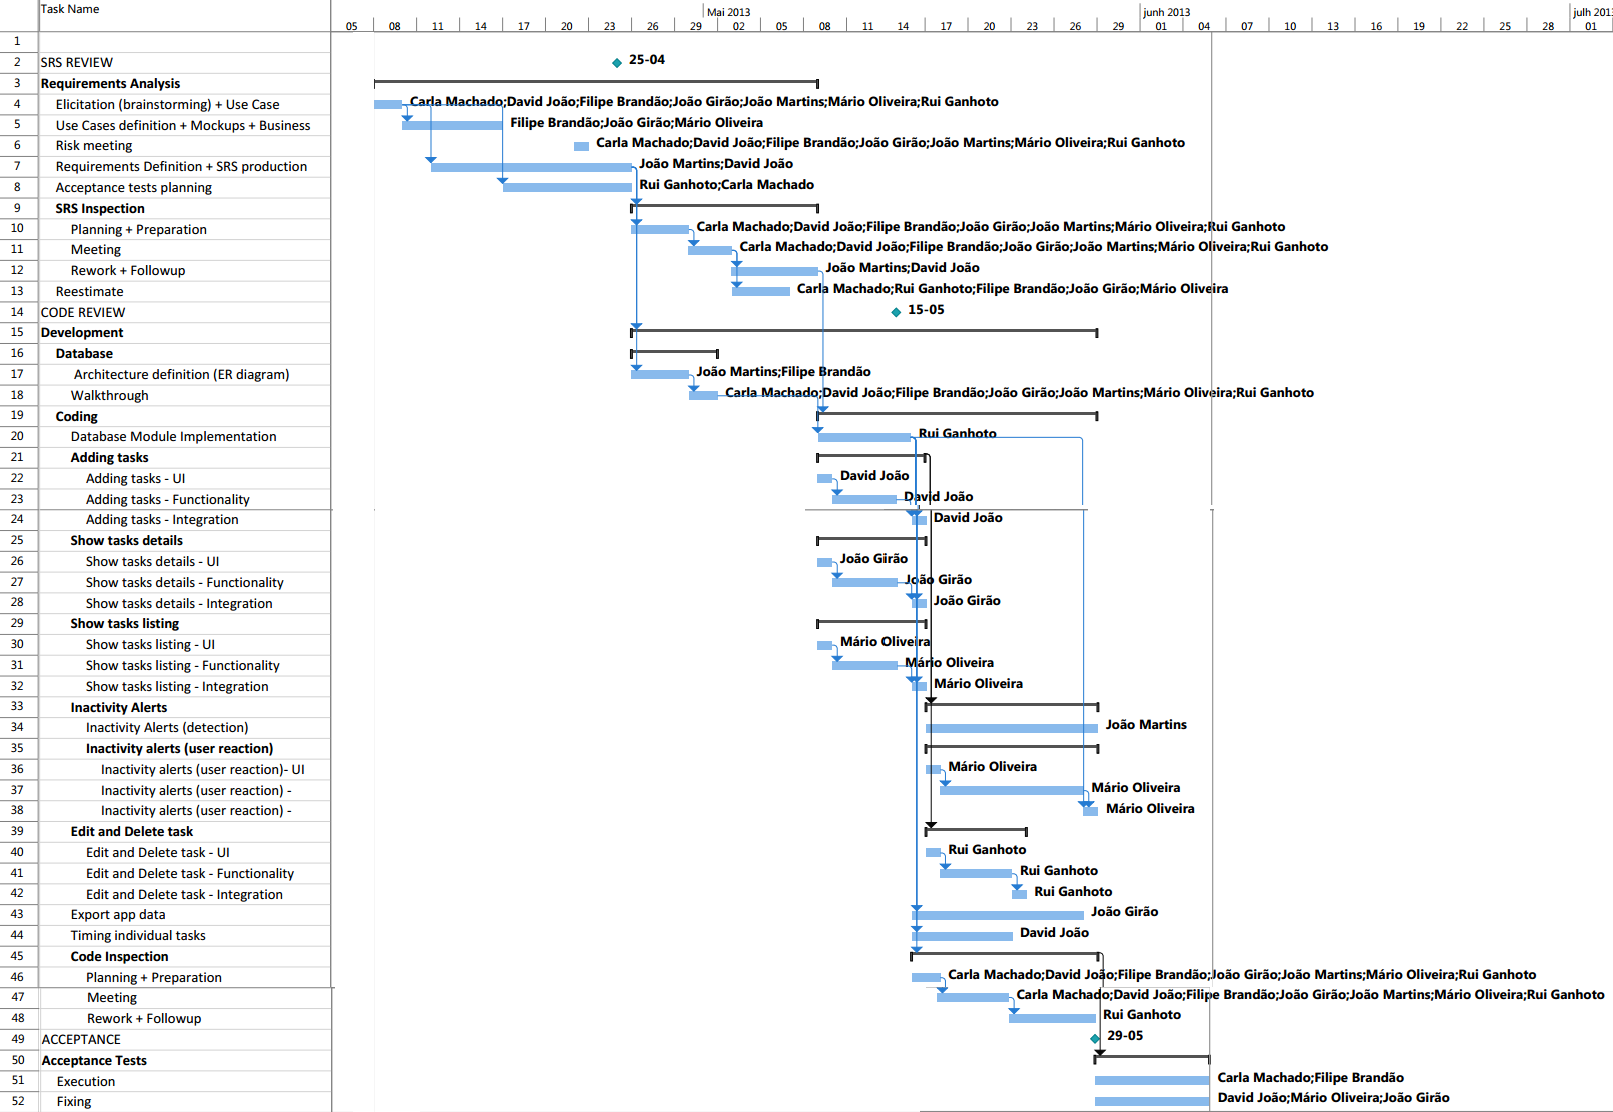 Task Name
Mai 2013 junh 2013 julh 2013
05 08 11 14 17 20 23 26 29 02 05 08 11 14 17 20 23 26 29 01 04 07 10 13 16 19 22 25 28 01
1
2 SRS REVIEW 25-04
3 Requirements Analysis
4 Elicitation (brainstorming) + Use Case Carla Machado;David João;Filipe Brandão;João Girão;João Martins;Mário Oliveira;Rui Ganhoto
5 Use Cases definition + Mockups + Business Filipe Brandão;João Girão;Mário Oliveira
6 Risk meeting Carla Machado;David João;Filipe Brandão;João Girão;João Martins;Mário Oliveira;Rui Ganhoto
7 Requirements Definition + SRS production João Martins;David João
8 Acceptance tests planning Rui Ganhoto;Carla Machado
9 SRS Inspection
10 Planning + Preparation Carla Machado;David João;Filipe Brandão;João Girão;João Martins;Mário Oliveira;Rui Ganhoto
11 Meeting Carla Machado;David João;Filipe Brandão;João Girão;João Martins;Mário Oliveira;Rui Ganhoto
12 Rework + Followup João Martins;David João
13 Reestimate Carla Machado;Rui Ganhoto;Filipe Brandão;João Girão;Mário Oliveira
14 CODE REVIEW 15-05
15 Development
16 Database
17 Architecture definition (ER diagram) João Martins;Filipe Brandão
18 Walkthrough Carla Machado;David João;Filipe Brandão;João Girão;João Martins;Mário Oliveira;Rui Ganhoto
19 Coding
20 Database Module Implementation Rui Ganhoto
21 Adding tasks
22 Adding tasks - UI David João
23 Adding tasks - Functionality David João
24 Adding tasks - Integration David João
25 Show tasks details
26 Show tasks details - UI João Girão
27 Show tasks details - Functionality João Girão
28 Show tasks details - Integration João Girão
29 Show tasks listing
30 Show tasks listing - UI Mário Oliveira
31 Show tasks listing - Functionality Mário Oliveira
32 Show tasks listing - Integration Mário Oliveira
33 Inactivity Alerts
34 Inactivity Alerts (detection) João Martins
35 Inactivity alerts (user reaction)
36 Inactivity alerts (user reaction)- UI Mário Oliveira
37 Inactivity alerts (user reaction) - Mário Oliveira
38 Inactivity alerts (user reaction) - Mário Oliveira
39 Edit and Delete task
40 Edit and Delete task - UI Rui Ganhoto
41 Edit and Delete task - Functionality Rui Ganhoto
42 Edit and Delete task - Integration Rui Ganhoto
43 Export app data João Girão
44 Timing individual tasks David João
45 Code Inspection
46 Planning + Preparation Carla Machado;David João;Filipe Brandão;João Girão;João Martins;Mário Oliveira;Rui Ganhoto
47 Meeting Carla Machado;David João;Filipe Brandão;João Girão;João Martins;Mário Oliveira;Rui Ganhoto
48 Rework + Followup Rui Ganhoto
49 ACCEPTANCE 29-05
50 Acceptance Tests
51 Execution Carla Machado;Filipe Brandão
52 Fixing David João;Mário Oliveira;João Girão